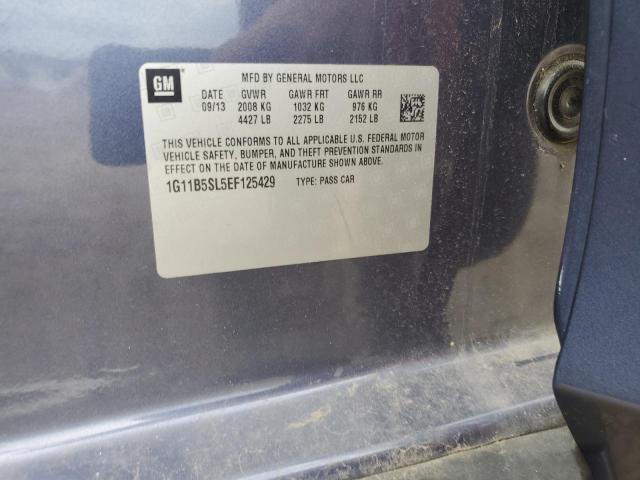 GM
MFD BY GENERAL MOTORS LLC
DATE GVWR GAWR FRT GAWR RR
09/13 2008 KG 1032 KG 976 KG
4427 LB 2275 LB 2152 LB
THIS VEHICLE CONFORMS TO ALL APPLICABLE U.S. FEDERAL MOTOR
VEHICLE SAFETY, BUMPER, AND THEFT PREVENTION STANDARDS IN
EFFECT ON THE DATE OF MANUFACTURE SHOWN ABOVE.
1G11B5SL5EF125429 TYPE: PASS CAR